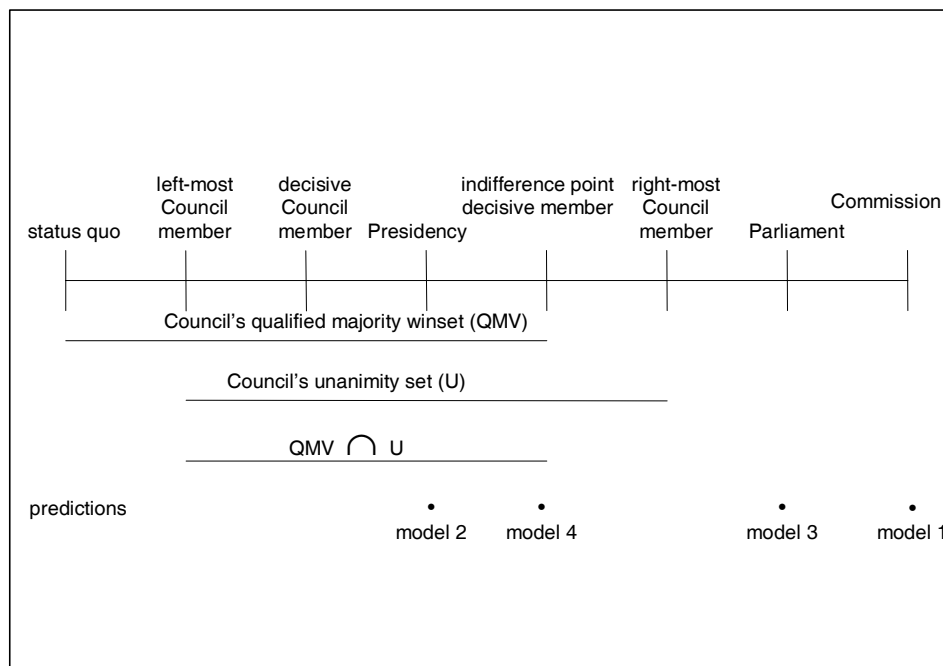 left-most
Council
member
decisive
Council
member
indifference point
decisive member
right-most
Council
member
Commission
status quo
Presidency
Parliament
Council's qualified majority winset (QMV)
Council's unanimity set (U)
QMV ⋂ U
predictions
model 2
model 4
model 3
model 1